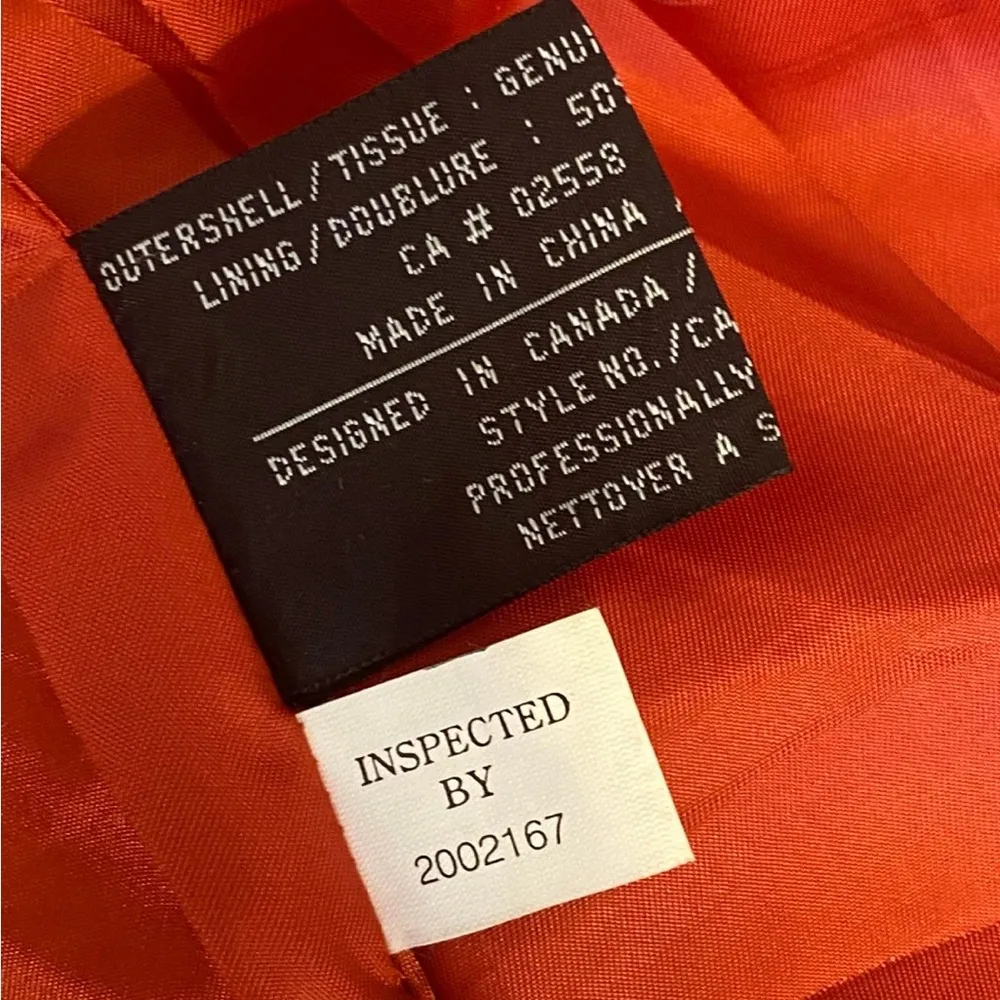 OUTERSHELL/TISSUE : GENUI
LINING/DOUBLURE : 50%
CA # 02558
MADE IN CHINA
DESIGNED IN CANADA /
STYLE NO./CA
PROFESSIONALLY
NETTOYER A S
INSPECTED
BY
2002167